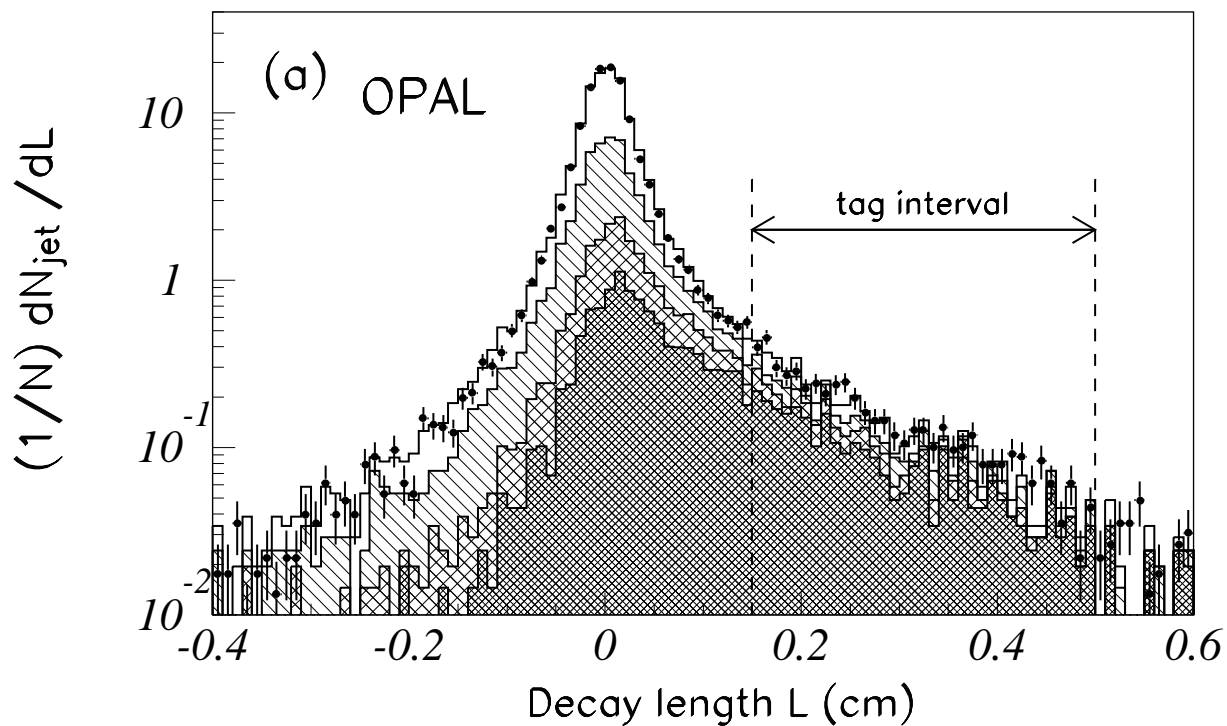 (a) OPAL
(1/N) dN_jet /dL
10
1
10^-1
10^-2
tag interval
-0.4 -0.2 0 0.2 0.4 0.6
Decay length L (cm)